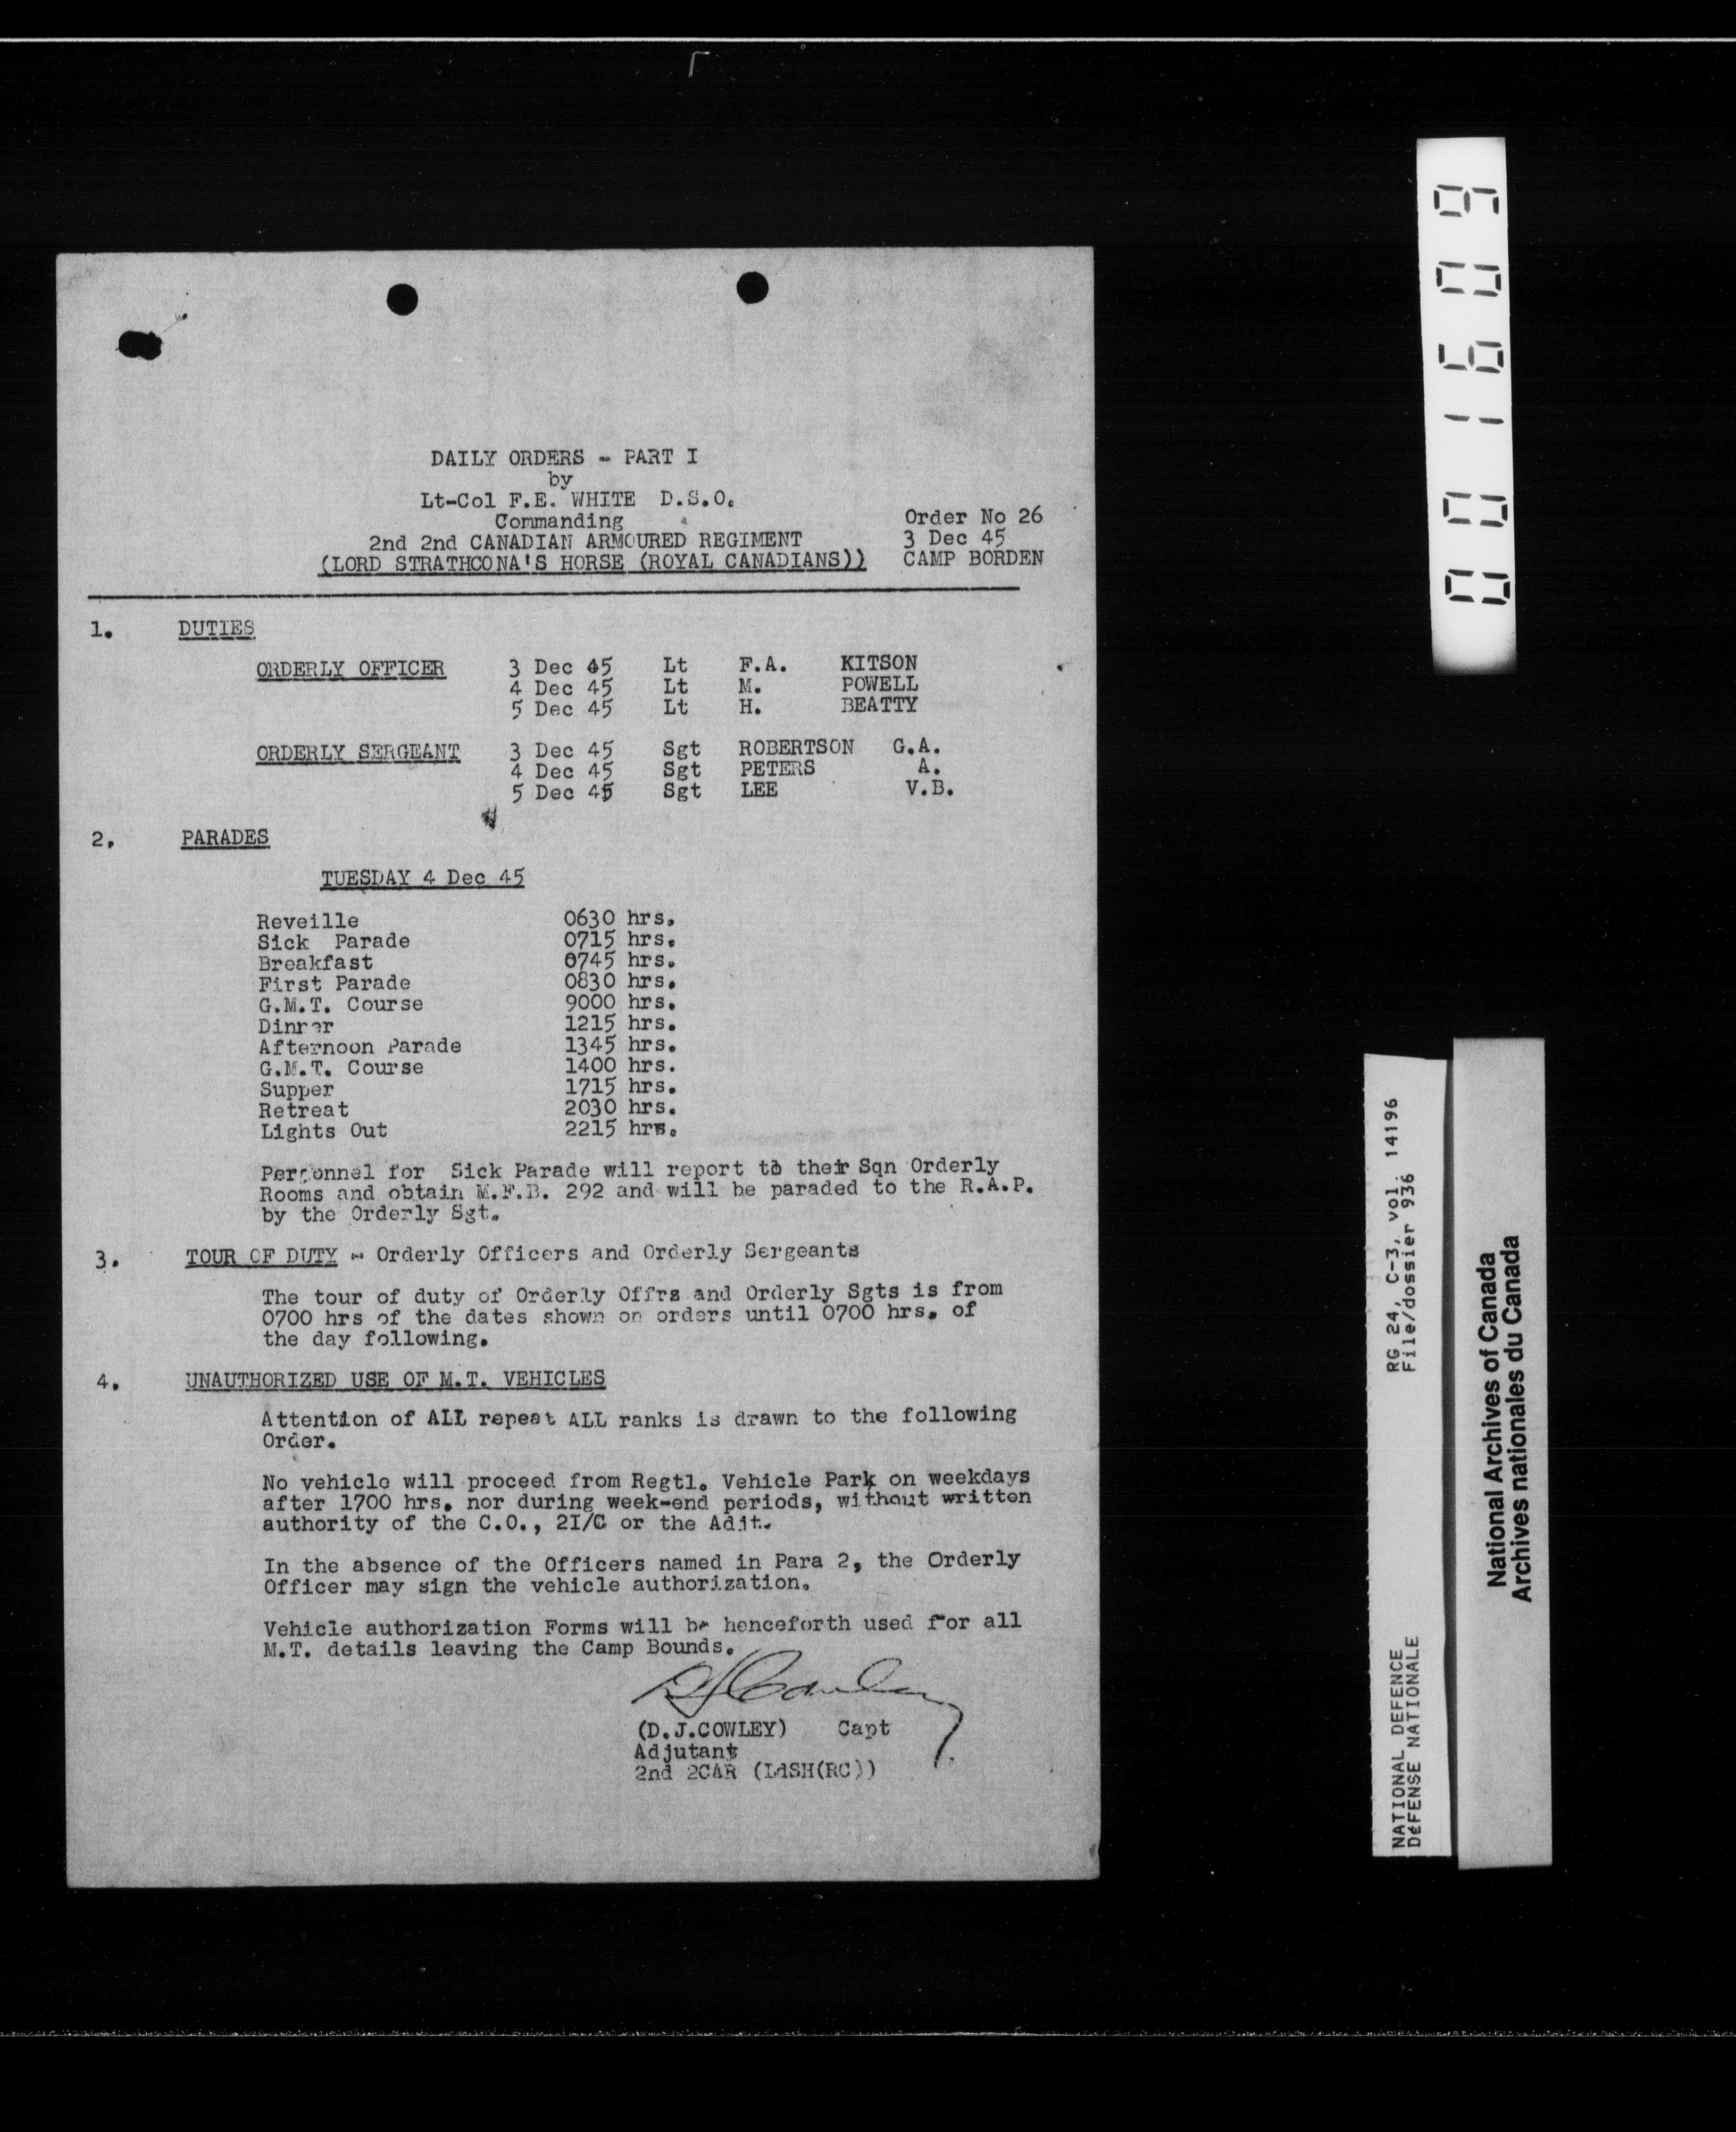 DAILY ORDERS - PART I
by
Lt-Col F.E. WHITE D.S.O.
Commanding
2nd 2nd CANADIAN ARMOURED REGIMENT
(LORD STRATHCONA'S HORSE (ROYAL CANADIANS))
Order No 26
3 Dec 45
CAMP BORDEN
1. DUTIES
ORDERLY OFFICER 3 Dec 45 Lt F.A. KITSON
4 Dec 45 Lt M. POWELL
5 Dec 45 Lt H. BEATTY
ORDERLY SERGEANT 3 Dec 45 Sgt ROBERTSON G.A.
4 Dec 45 Sgt PETERS A.
5 Dec 45 Sgt LEE V.B.
2. PARADES
TUESDAY 4 Dec 45
Reveille 0630 hrs.
Sick Parade 0715 hrs.
Breakfast 0745 hrs.
First Parade 0830 hrs.
G.M.T. Course 9000 hrs.
Dinner 1215 hrs.
Afternoon Parade 1345 hrs.
G.M.T. Course 1400 hrs.
Supper 1715 hrs.
Retreat 2030 hrs.
Lights Out 2215 hrs.
Personnel for Sick Parade will report to their Sqn Orderly
Rooms and obtain M.F.B. 292 and will be paraded to the R.A.P.
by the Orderly Sgt.
3. TOUR OF DUTY - Orderly Officers and Orderly Sergeants
The tour of duty of Orderly Offrs and Orderly Sgts is from
0700 hrs of the dates shown on orders until 0700 hrs. of
the day following.
4. UNAUTHORIZED USE OF M.T. VEHICLES
Attention of ALL repeat ALL ranks is drawn to the following
Order.
No vehicle will proceed from Regtl. Vehicle Park on weekdays
after 1700 hrs. nor during week-end periods, without written
authority of the C.O., 2I/C or the Adjt.
In the absence of the Officers named in Para 2, the Orderly
Officer may sign the vehicle authorization.
Vehicle authorization Forms will be henceforth used for all
M.T. details leaving the Camp Bounds.
DJCowley
(D.J.COWLEY) Capt
Adjutant
2nd 2CAR (LdSH(RC))
001609
NATIONAL DEFENCE RG 24, C-3, vol. 14196
DéFENSE NATIONALE File/dossier 936
National Archives of Canada
Archives nationales du Canada